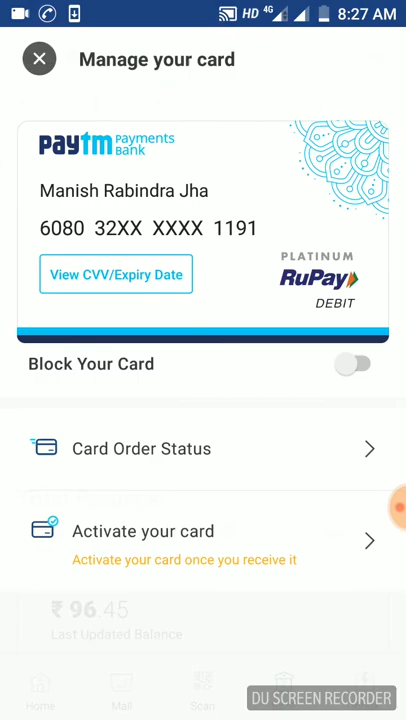 HD 4G 8:27 AM
Manage your card
paytm payments
Bank
Manish Rabindra Jha
6080 32XX XXXX 1191
View CVV/Expiry Date
PLATINUM
RuPay
DEBIT
Block Your Card
Card Order Status
Activate your card
Activate your card once you receive it
₹ 96.45
Last Updated Balance
Home Mall Scan
DU SCREEN RECORDER